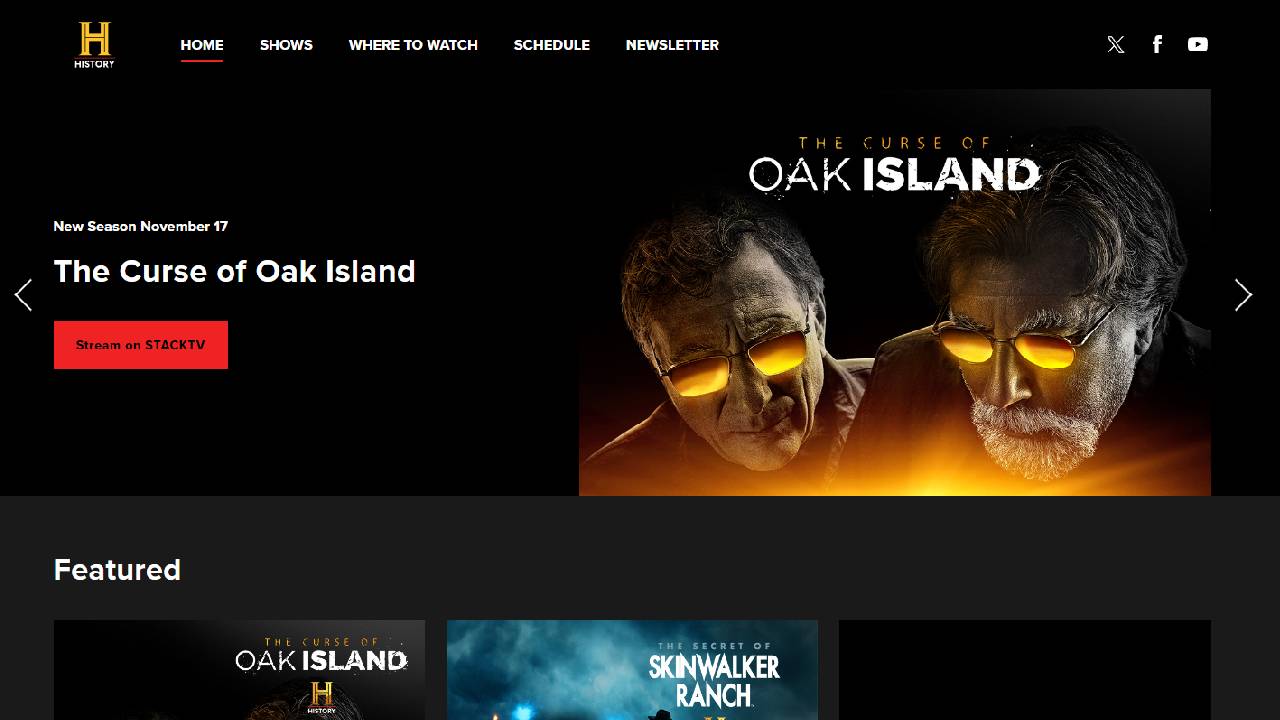 HISTORY
HOME
SHOWS
WHERE TO WATCH
SCHEDULE
NEWSLETTER
THE CURSE OF
OAK ISLAND
New Season November 17
The Curse of Oak Island
Stream on STACKTV
Featured
THE CURSE OF
OAK ISLAND
HISTORY
THE SECRET OF
SKINWALKER
RANCH